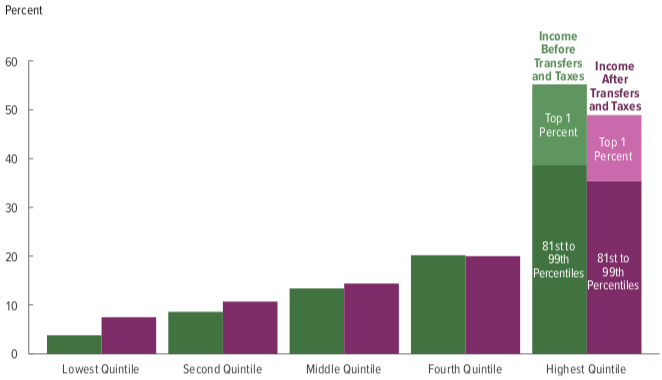 Percent
60
50
40
30
20
10
0
Income
Before
Transfers
and Taxes
Income
After
Transfers
and Taxes
Top 1
Percent
Top 1
Percent
81st to
99th
Percentiles
81st to
99th
Percentiles
Lowest Quintile
Second Quintile
Middle Quintile
Fourth Quintile
Highest Quintile